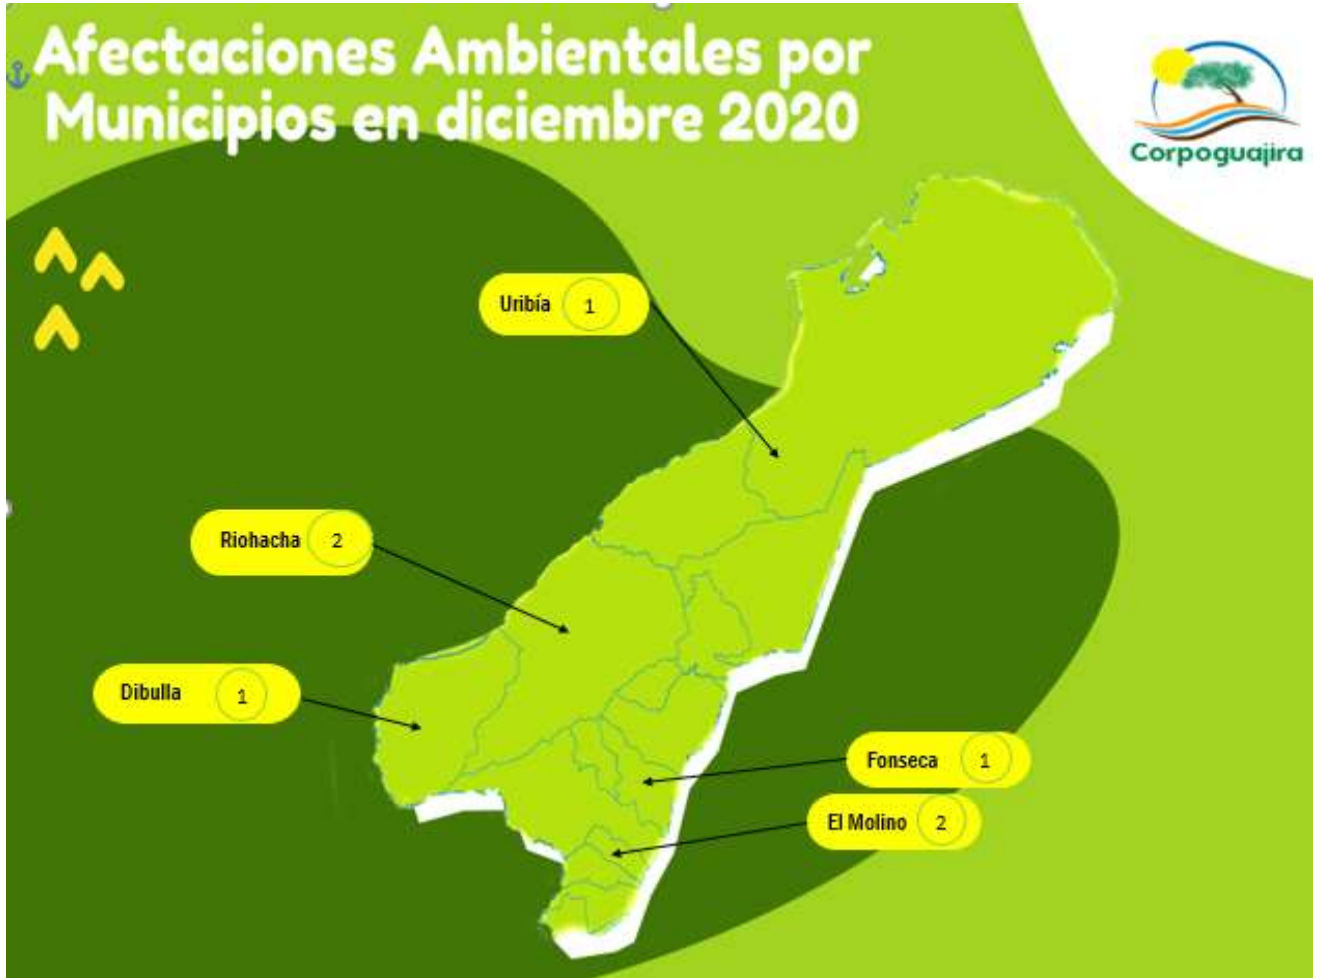 Afectaciones Ambientales por
Municipios en diciembre 2020
Corpoguajira
Uribía 1
Riohacha 2
Dibulla 1
Fonseca 1
El Molino 2